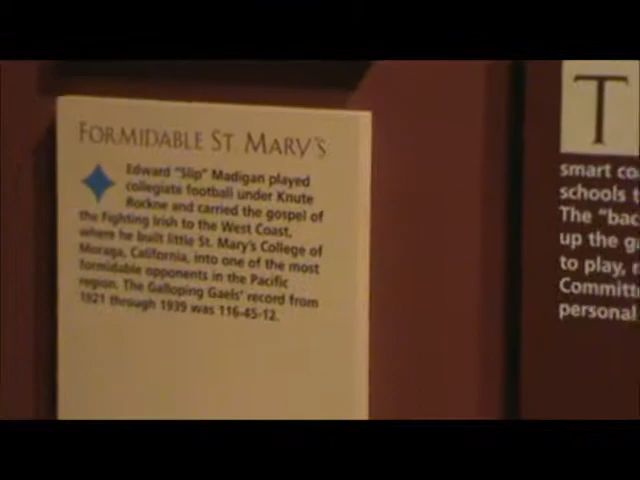 FORMIDABLE ST. MARY'S
Edward "Slip" Madigan played
collegiate football under Knute
Rockne and carried the gospel of
the Fighting Irish to the West Coast,
where he built little St. Mary's College of
Moraga, California, into one of the most
formidable opponents in the Pacific
region. The Galloping Gaels' record from
1921 through 1939 was 116-45-12.
T
smart co
schools t
The "bac
up the g
to play, r
Committe
personal